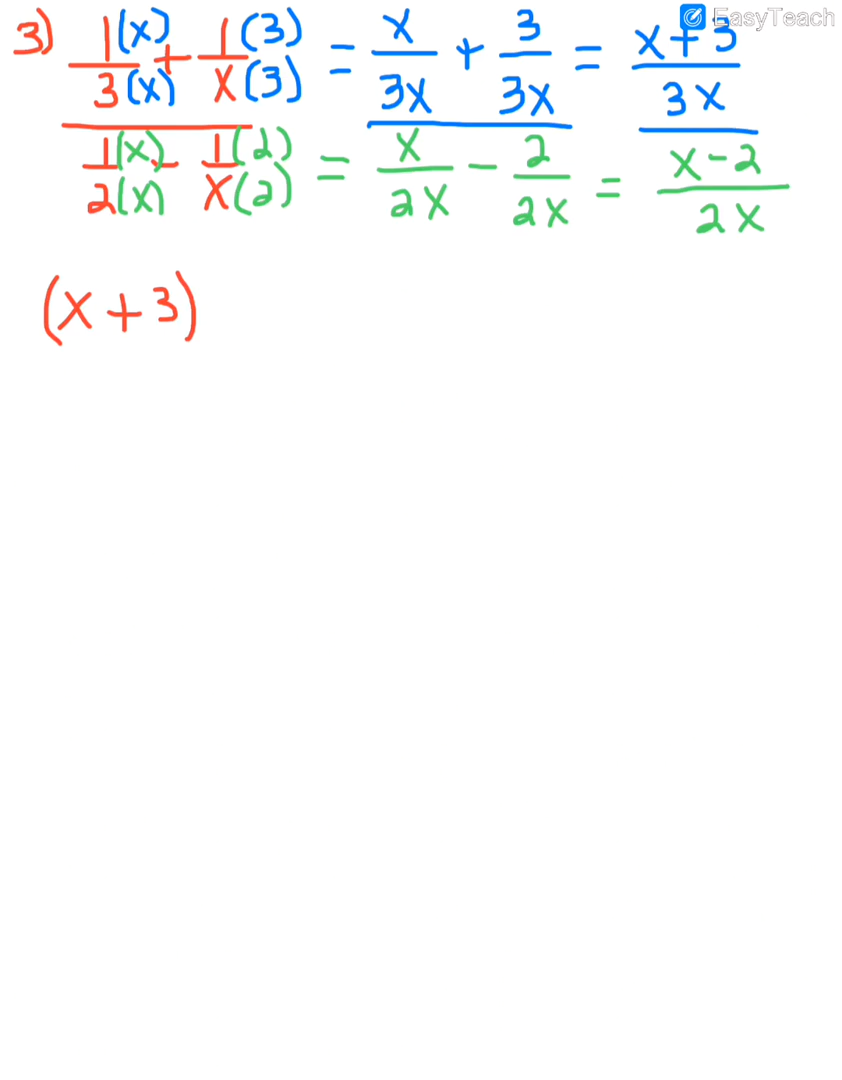 EasyTeach
3) 1(x)/3(x) + 1(3)/x(3) = x/3x + 3/3x = x+3/3x
1(x)/2(x) - 1(2)/x(2) = x/2x - 2/2x = x-2/2x
(x + 3)